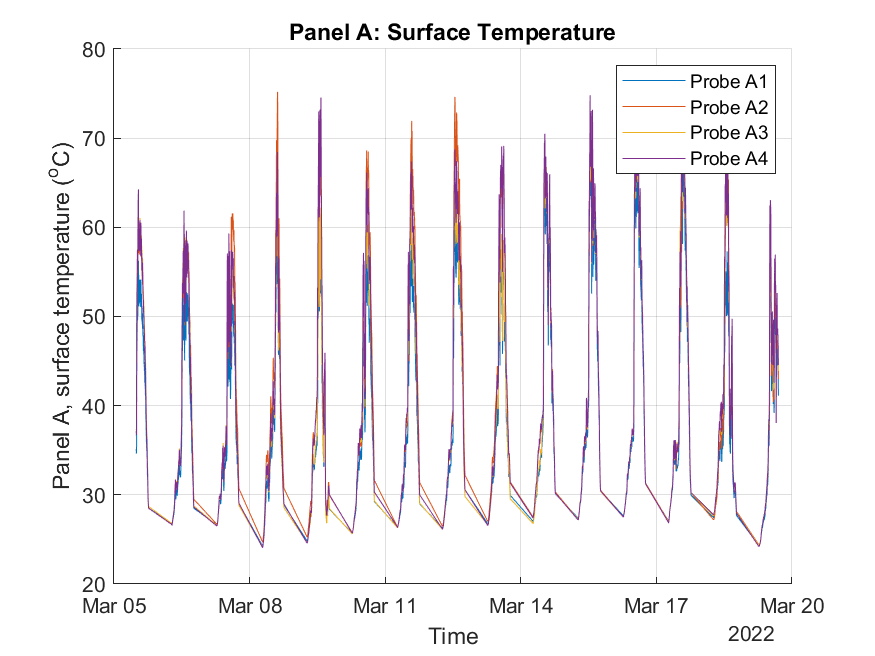 Panel A: Surface Temperature
Panel A, surface temperature (°C)
80
70
60
50
40
30
20
Probe A1
Probe A2
Probe A3
Probe A4
Mar 05
Mar 08
Mar 11
Mar 14
Mar 17
Mar 20
Time
2022